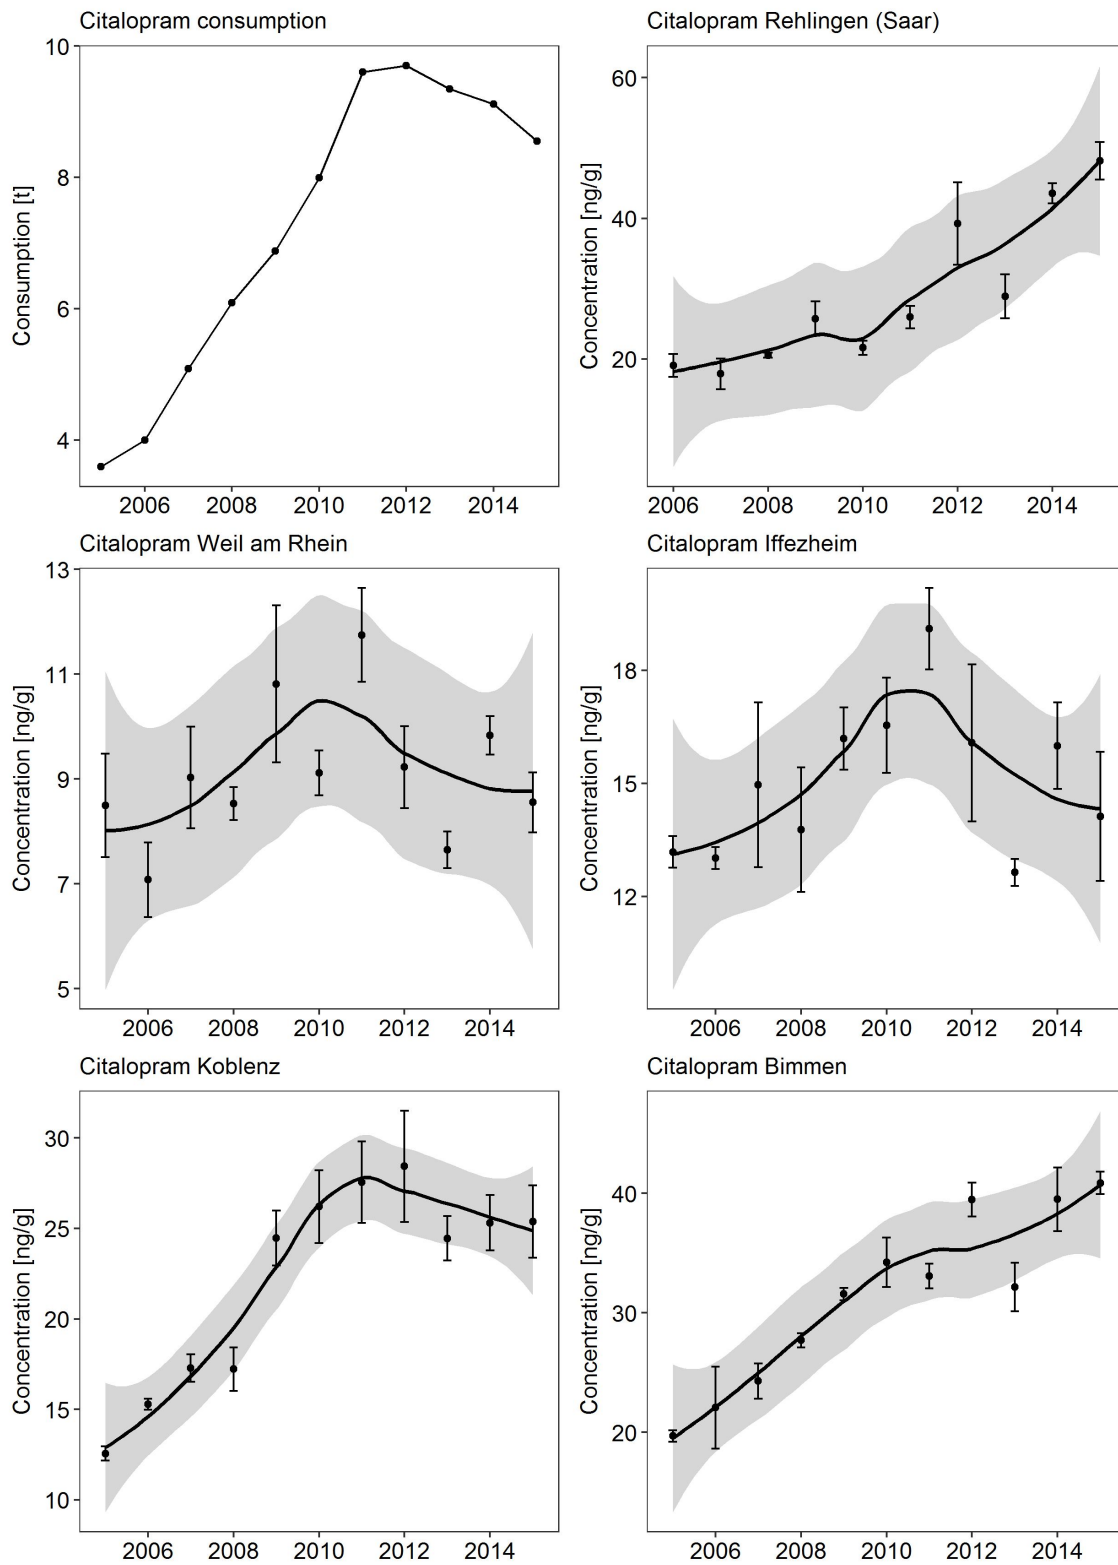 Citalopram consumption
Consumption [t]
10
8
6
4
2006 2008 2010 2012 2014
Citalopram Rehlingen (Saar)
Concentration [ng/g]
60
40
20
2006 2008 2010 2012 2014
Citalopram Weil am Rhein
Concentration [ng/g]
13
11
9
7
5
2006 2008 2010 2012 2014
Citalopram Iffezheim
Concentration [ng/g]
18
15
12
2006 2008 2010 2012 2014
Citalopram Koblenz
Concentration [ng/g]
30
25
20
15
10
2006 2008 2010 2012 2014
Citalopram Bimmen
Concentration [ng/g]
40
30
20
2006 2008 2010 2012 2014